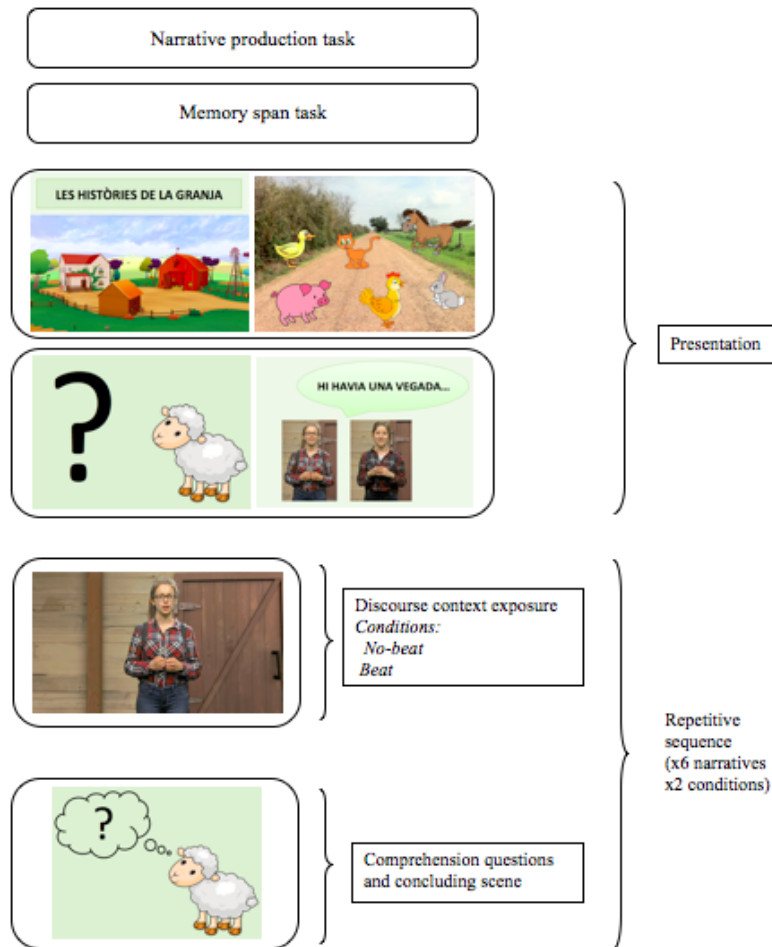 Narrative production task
Memory span task
LES HISTÒRIES DE LA GRANJA
Presentation
?
HI HAVIA UNA VEGADA...
Discourse context exposure
Conditions:
No-beat
Beat
Repetitive
sequence
(x6 narratives
x2 conditions)
?
Comprehension questions
and concluding scene